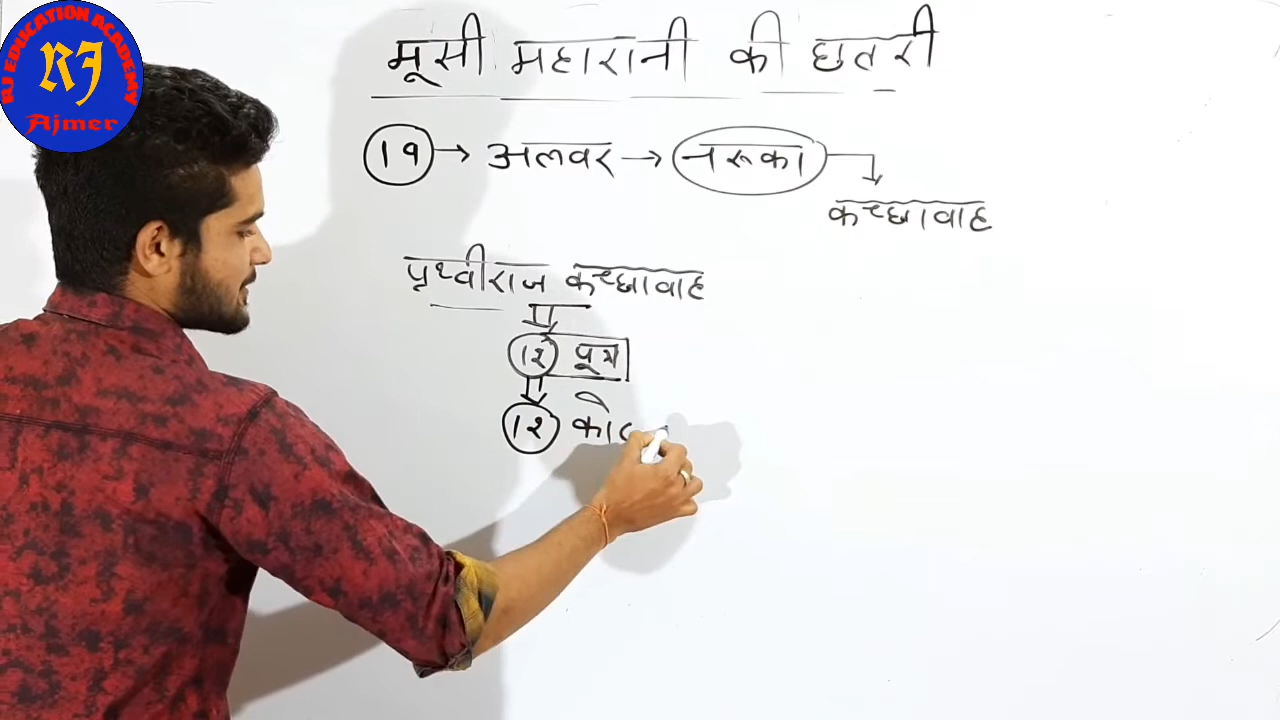 RJ EDUCATION ACADEMY
RJ
Ajmer
मूसी महारानी की छतरी
19 → अलवर → नरूका
कच्छावाह
पृथ्वीराज कच्छावाह
12 पुत्र
12